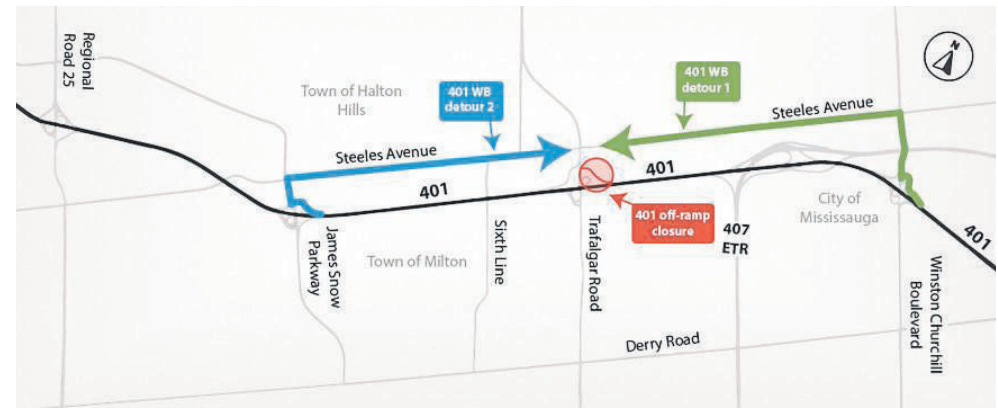 Regional
Road 25
Town of Halton
Hills
401 WB
detour 2
401 WB
detour 1
N
Steeles Avenue
Steeles Avenue
401
401
401 off-ramp
closure
407
ETR
City of
Mississauga
401
James Snow
Parkway
Town of Milton
Sixth Line
Trafalgar Road
Winston Churchill
Boulevard
Derry Road